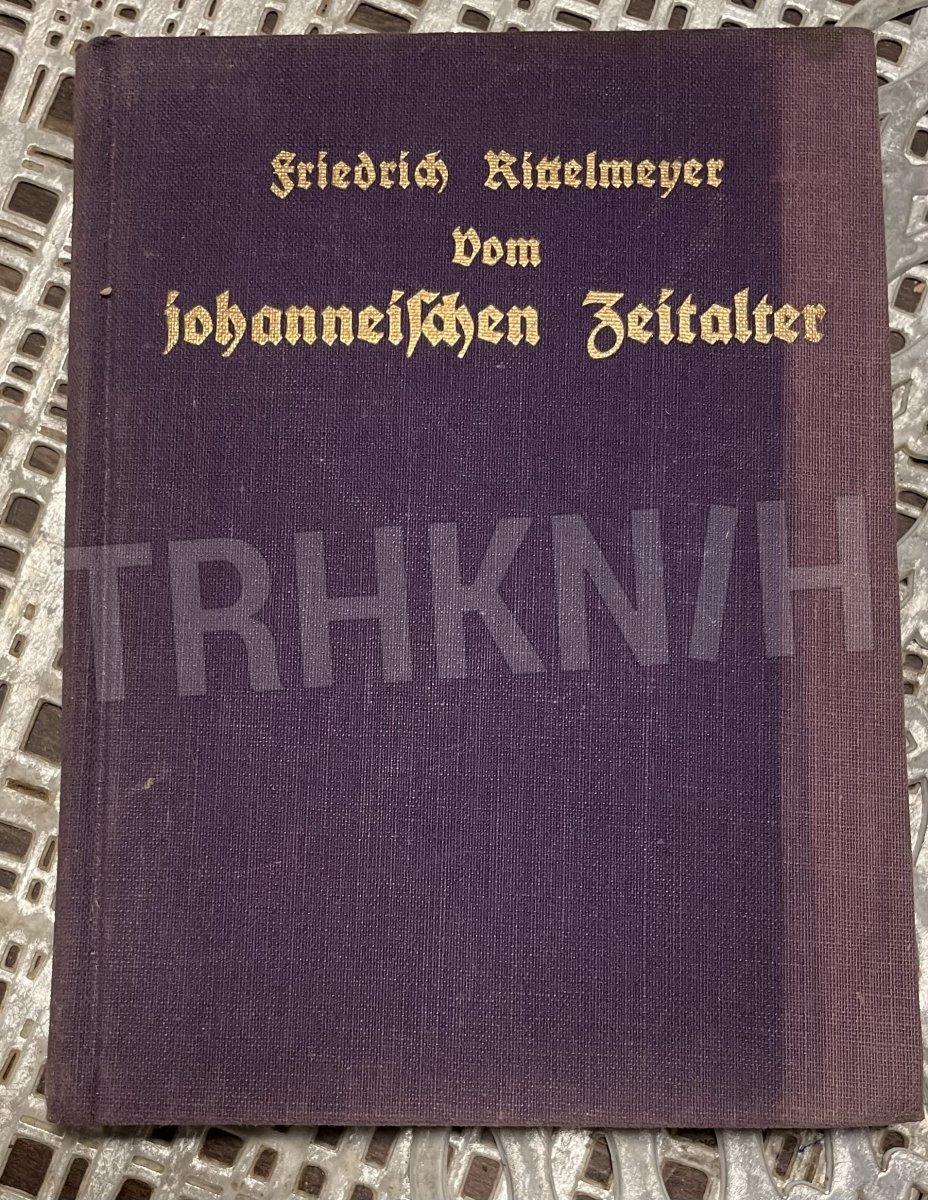 Friedrich Rittelmeyer
Vom
johanneischen Zeitalter
TRHKN/H